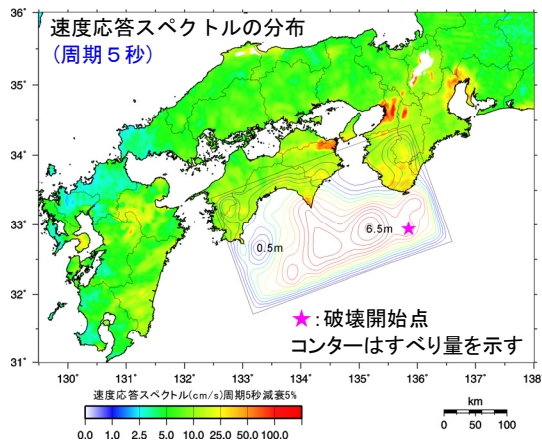 速度応答スペクトルの分布
(周期５秒)
36°
35°
34°
33°
32°
31°
0.5m
6.5m
★:破壊開始点
コンターはすべり量を示す
130°
131°
132°
133°
134°
135°
136°
137°
138°
速度応答スペクトル(cm/s)周期5秒減衰5%
0.0 1.0 2.5 5.0 10.0 25.0 50.0 100.0
km
0 50 100